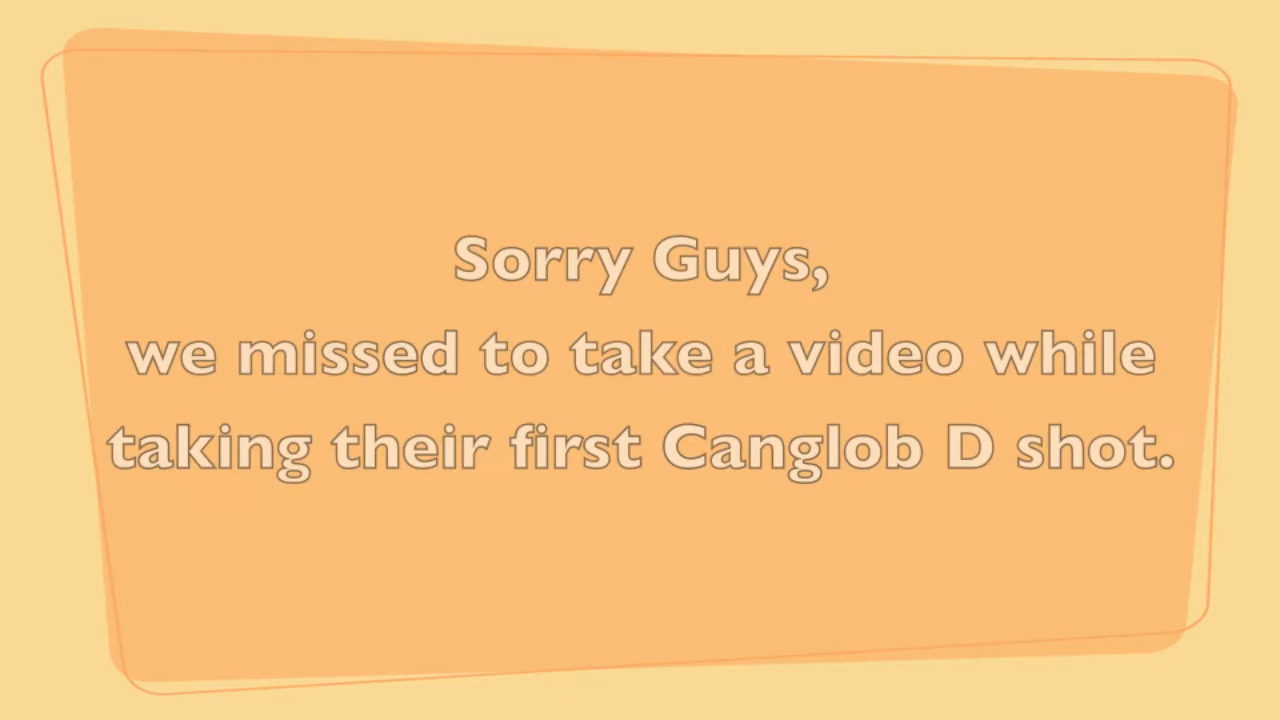 Sorry Guys,
we missed to take a video while
taking their first Canglob D shot.